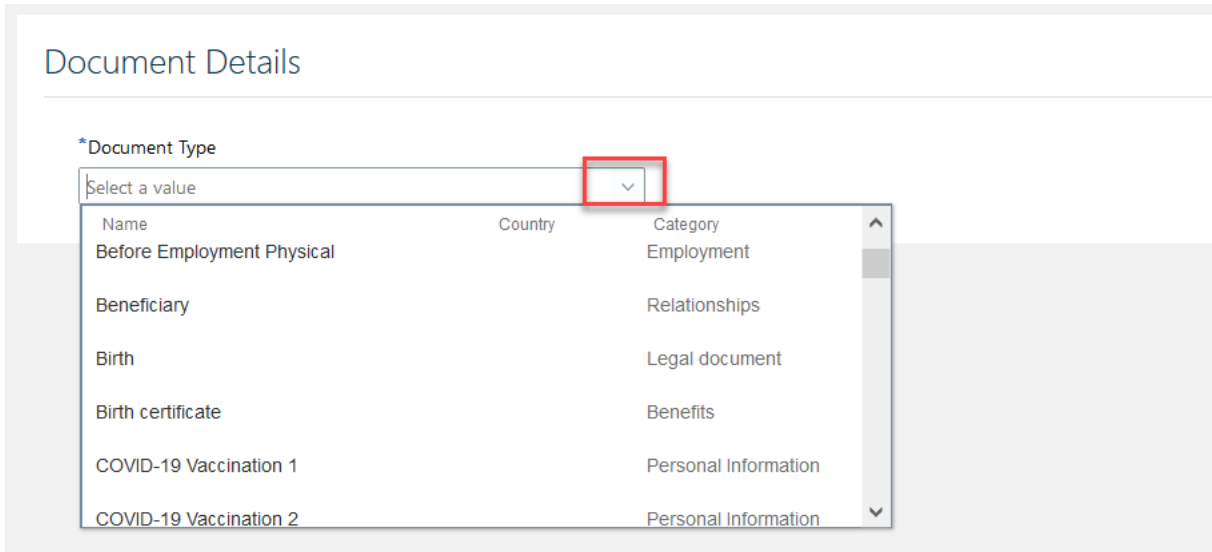 Document Details
*Document Type
Select a value
Name Country Category
Before Employment Physical Employment
Beneficiary Relationships
Birth Legal document
Birth certificate Benefits
COVID-19 Vaccination 1 Personal Information
COVID-19 Vaccination 2 Personal Information